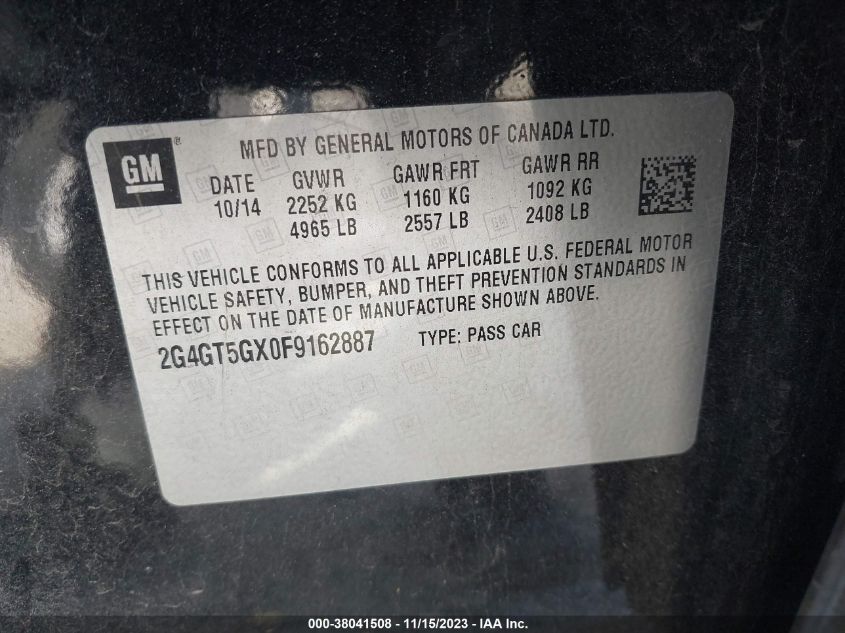 GM
MFD BY GENERAL MOTORS OF CANADA LTD.
DATE GVWR GAWR FRT GAWR RR
10/14 2252 KG 1160 KG 1092 KG
4965 LB 2557 LB 2408 LB
THIS VEHICLE CONFORMS TO ALL APPLICABLE U.S. FEDERAL MOTOR
VEHICLE SAFETY, BUMPER, AND THEFT PREVENTION STANDARDS IN
EFFECT ON THE DATE OF MANUFACTURE SHOWN ABOVE.
2G4GT5GX0F9162887 TYPE: PASS CAR
000-38041508 - 11/15/2023 - IAA Inc.